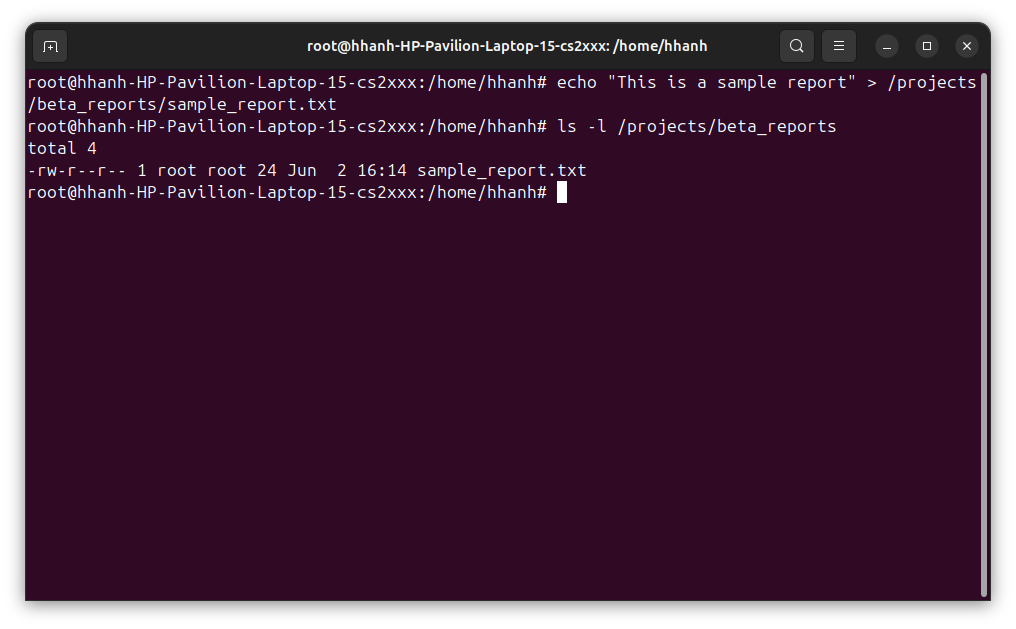 root@hhanh-HP-Pavilion-Laptop-15-cs2xxx: /home/hhanh
root@hhanh-HP-Pavilion-Laptop-15-cs2xxx:/home/hhanh# echo "This is a sample report" > /projects
/beta_reports/sample_report.txt
root@hhanh-HP-Pavilion-Laptop-15-cs2xxx:/home/hhanh# ls -l /projects/beta_reports
total 4
-rw-r--r-- 1 root root 24 Jun  2 16:14 sample_report.txt
root@hhanh-HP-Pavilion-Laptop-15-cs2xxx:/home/hhanh#